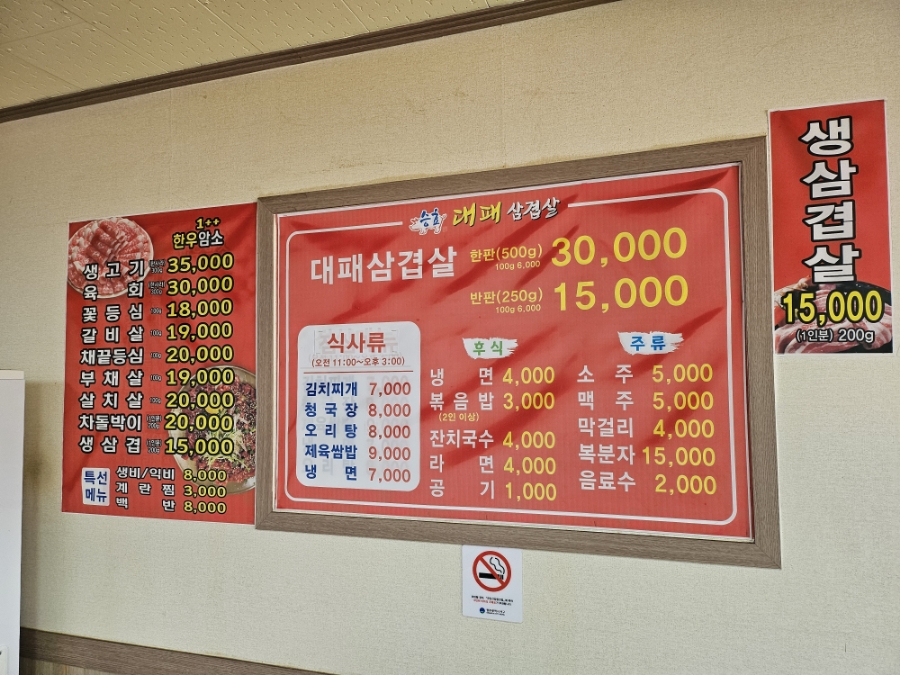 1++
한우암소
생고기 300g 35,000
육회 300g 30,000
꽃등심 100g 18,000
갈비살 100g 19,000
채끝등심 100g 20,000
부채살 100g 19,000
살치살 100g 20,000
차돌박이 20,000
생삼겹 15,000
특선
메뉴
생비/익비 8,000
계란찜 3,000
백반 8,000
승촌 대패 삼겹살
대패삼겹살
한판(500g) 30,000
100g 6,000
반판(250g) 15,000
100g 6,000
식사류
(오전 11:00~오후 3:00)
김치찌개 7,000
청국장 8,000
오리탕 8,000
제육쌈밥 9,000
냉면 7,000
후식
냉면 4,000
볶음밥 3,000
(2인 이상)
잔치국수 4,000
라면 4,000
공기 1,000
주류
소주 5,000
맥주 5,000
막걸리 4,000
복분자 15,000
음료수 2,000
생삼겹살
15,000
(1인분) 200g